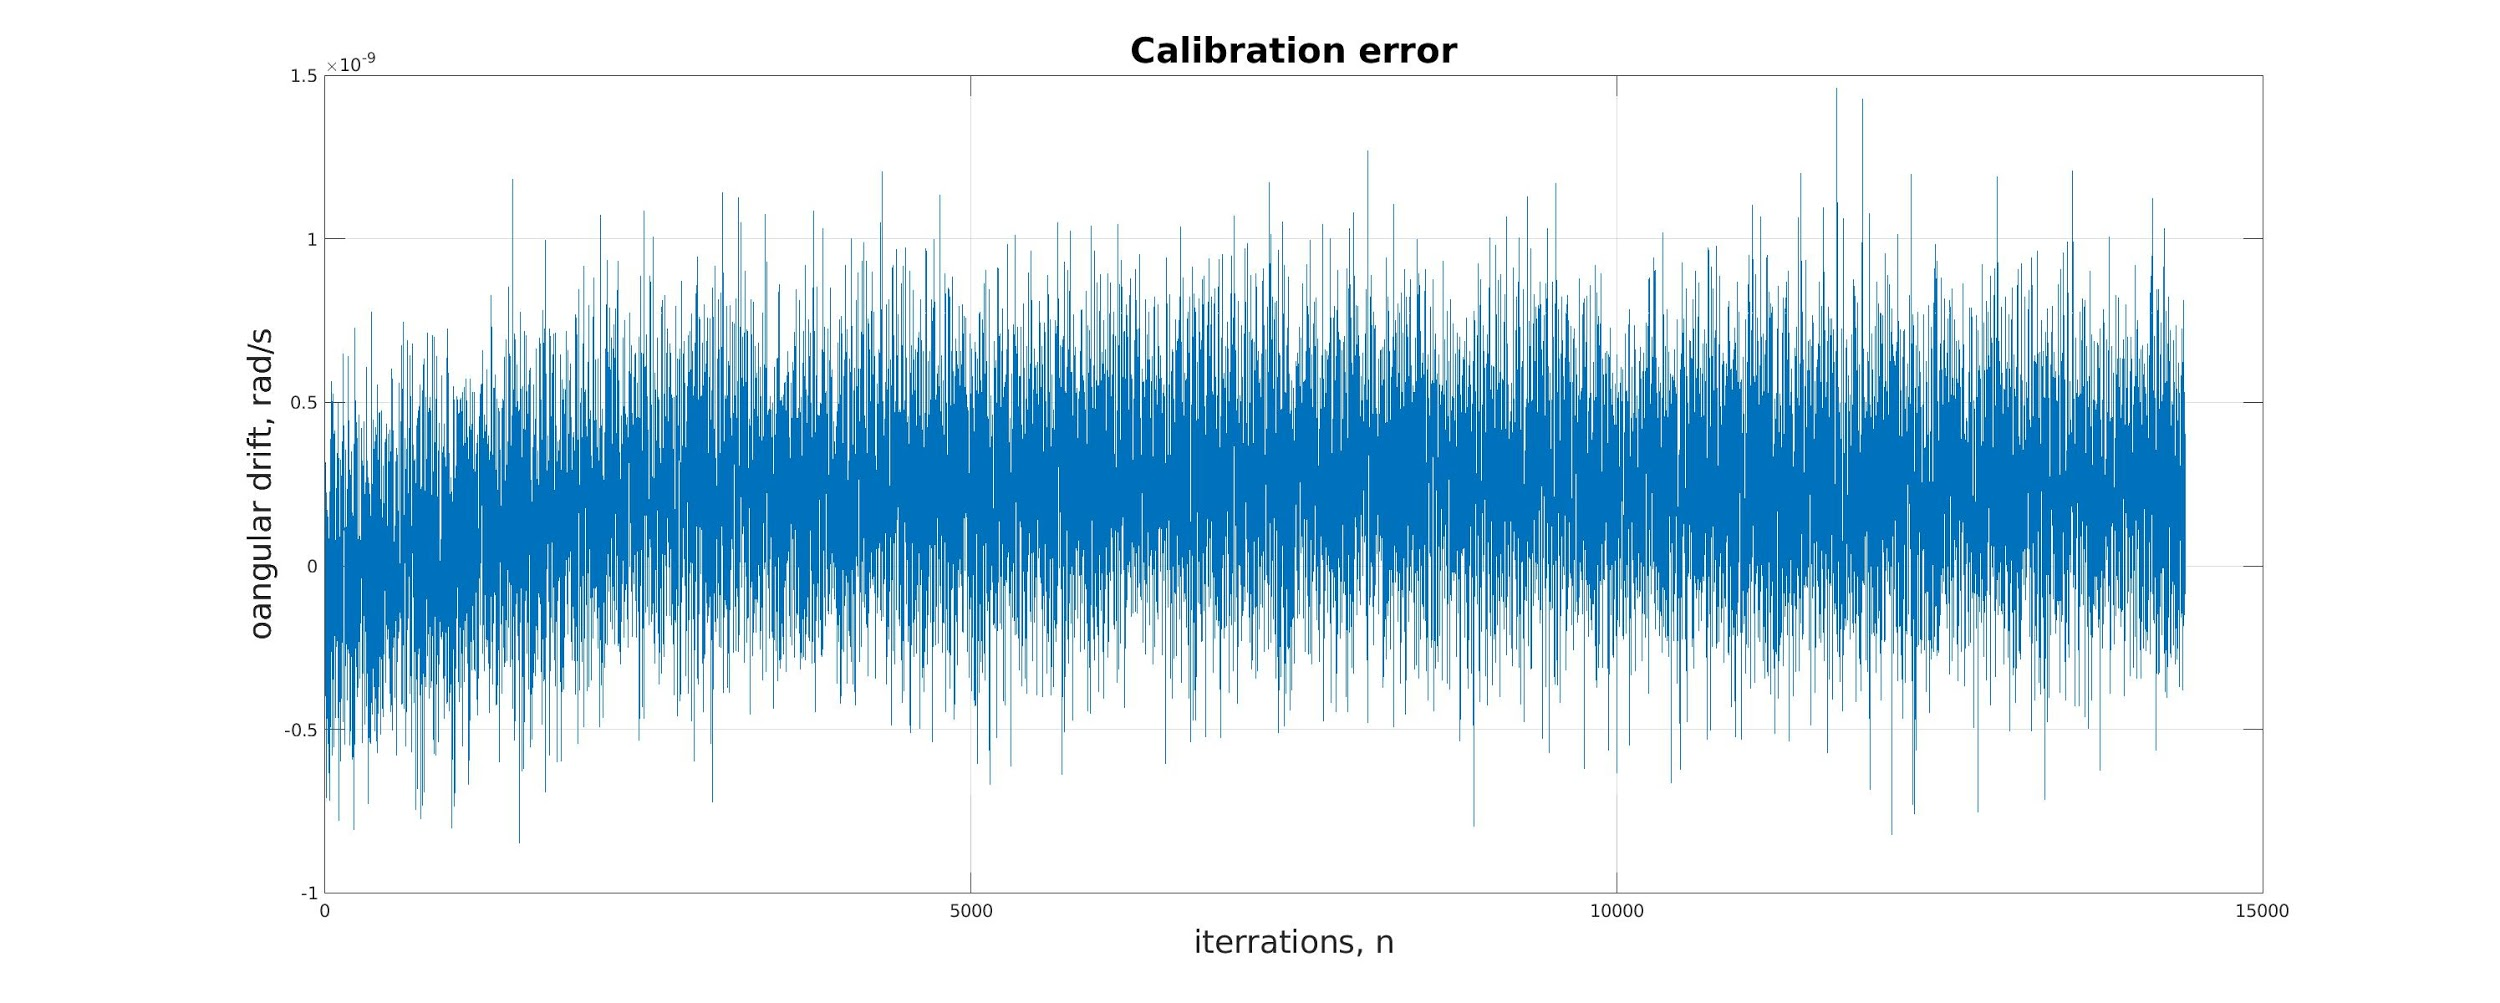 Calibration error
×10-9
1.5
1
0.5
0
-0.5
-1
oangular drift, rad/s
0 5000 10000 15000
iterrations, n